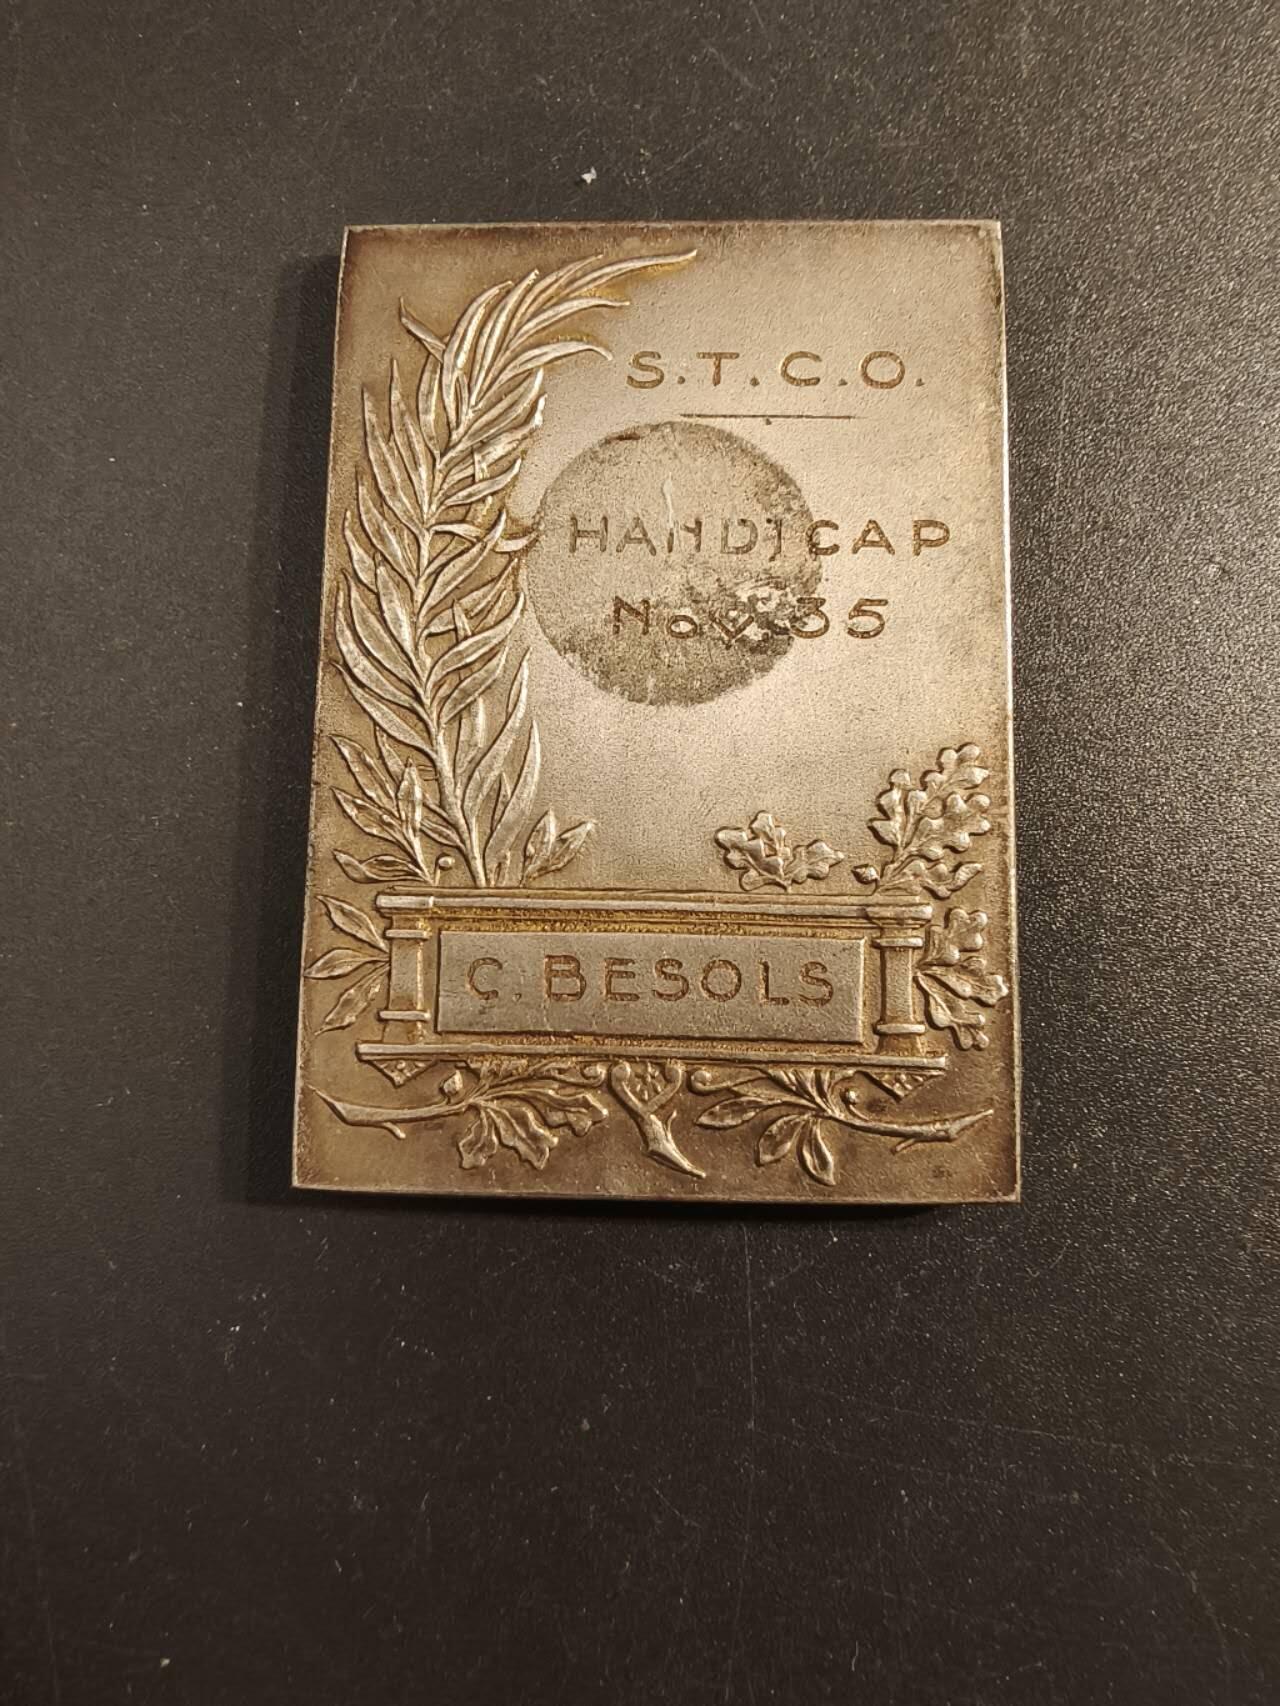 S.T.C.O.
HANDICAP
Nov 35
C. BESOLS